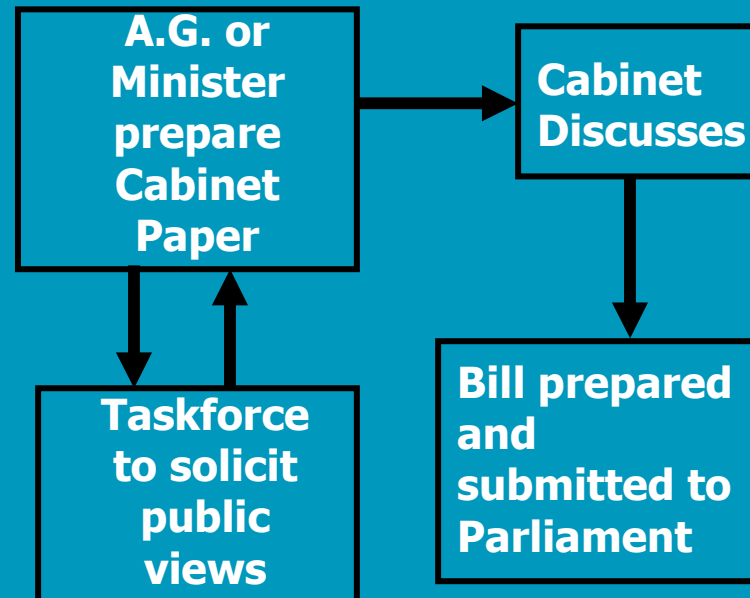 A.G. or
Minister
prepare
Cabinet
Paper
Cabinet
Discusses
Taskforce
to solicit
public
views
Bill prepared
and
submitted to
Parliament